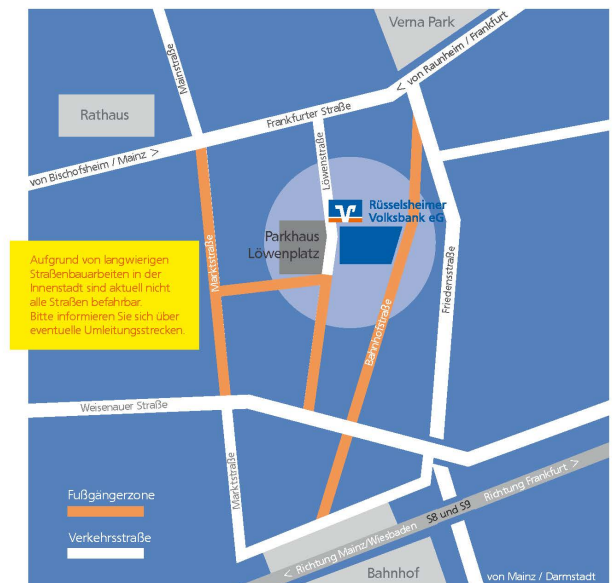 Verna Park
< von Raunheim / Frankfurt
Mainstraße
Rathaus
Frankfurter Straße
von Bischofsheim / Mainz >
Löwenstraße
Rüsselsheimer
Volksbank eG
Parkhaus
Löwenplatz
Aufgrund von langwierigen
Straßenbauarbeiten in der
Innenstadt sind aktuell nicht
alle Straßen befahrbar.
Bitte informieren Sie sich über
eventuelle Umleitungsstrecken.
Marktstraße
Bahnhofstraße
Friedensstraße
Weisenauer Straße
Marktstraße
Fußgängerzone
Verkehrsstraße
< Richtung Mainz/Wiesbaden S8 und S9 Richtung Frankfurt >
Bahnhof
von Mainz / Darmstadt